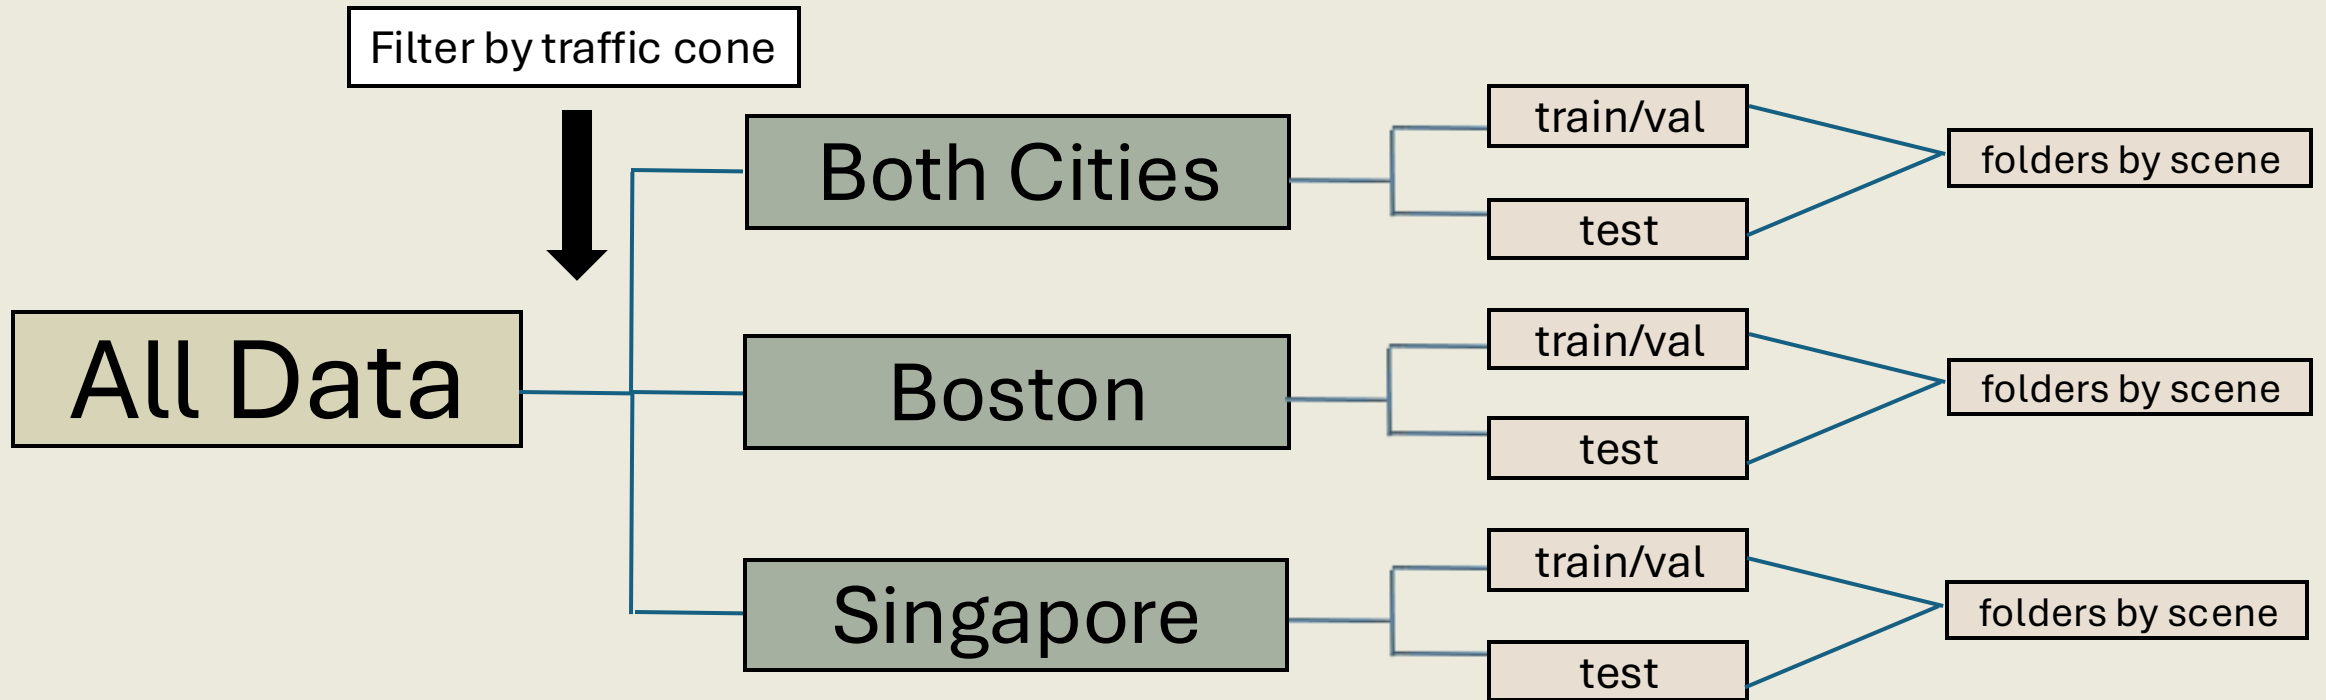 Filter by traffic cone
All Data
Both Cities
train/val
test
folders by scene
Boston
train/val
test
folders by scene
Singapore
train/val
test
folders by scene